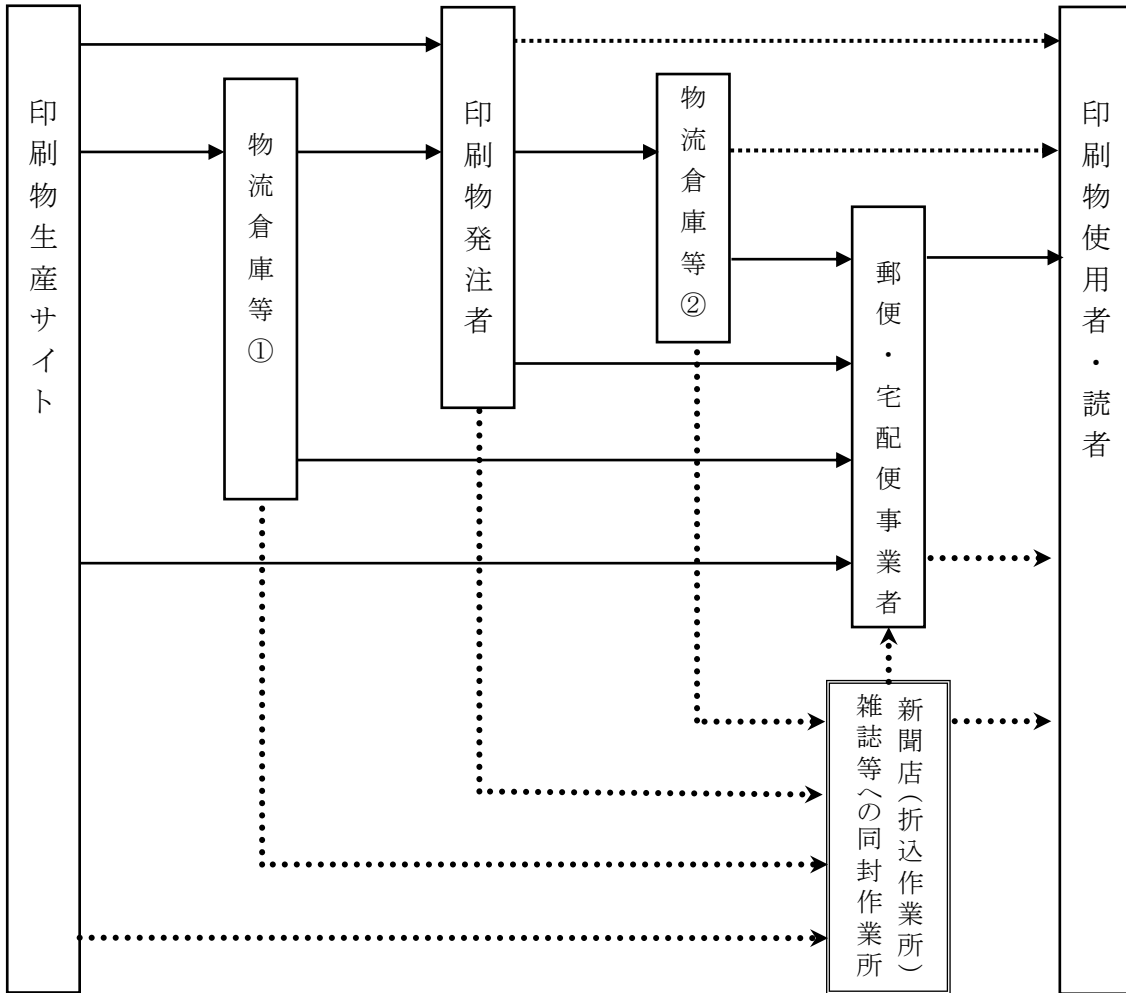 印刷物生産サイト
物流倉庫等①
印刷物発注者
物流倉庫等②
郵便・宅配便事業者
新聞店(折込作業所)
雑誌等への同封作業所
印刷物使用者・読者